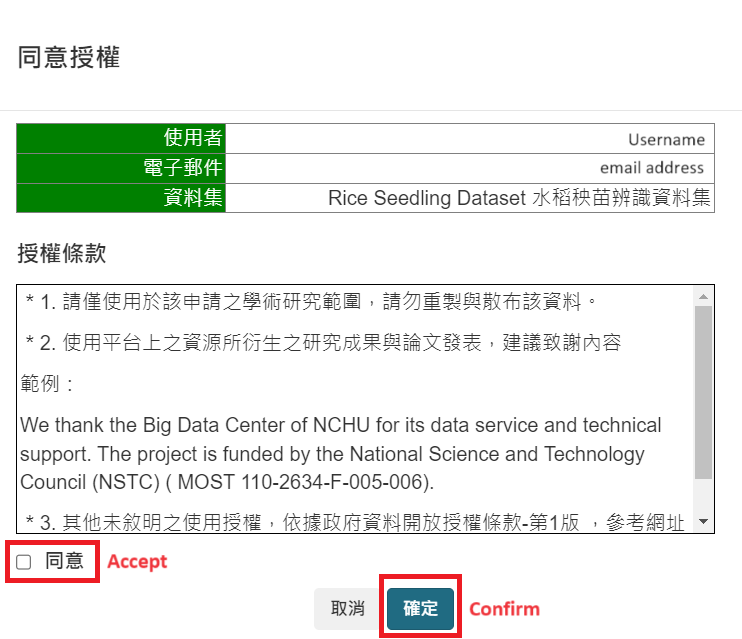 同意授權
使用者 Username
電子郵件 email address
資料集 Rice Seedling Dataset 水稻秧苗辨識資料集
授權條款
* 1. 請僅使用於該申請之學術研究範圍，請勿重製與散布該資料。
* 2. 使用平台上之資源所衍生之研究成果與論文發表，建議致謝內容
範例：
We thank the Big Data Center of NCHU for its data service and technical
support. The project is funded by the National Science and Technology
Council (NSTC) ( MOST 110-2634-F-005-006).
* 3. 其他未敘明之使用授權，依據政府資料開放授權條款-第1版 ，參考網址
同意 Accept
取消 確定 Confirm